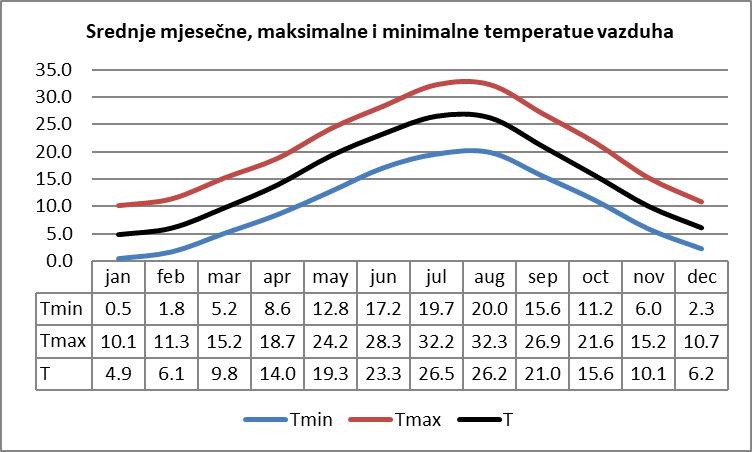 Srednje mjesečne, maksimalne i minimalne temperatue vazduha
35.0
30.0
25.0
20.0
15.0
10.0
5.0
0.0
jan feb mar apr may jun jul aug sep oct nov dec
Tmin 0.5 1.8 5.2 8.6 12.8 17.2 19.7 20.0 15.6 11.2 6.0 2.3
Tmax 10.1 11.3 15.2 18.7 24.2 28.3 32.2 32.3 26.9 21.6 15.2 10.7
T 4.9 6.1 9.8 14.0 19.3 23.3 26.5 26.2 21.0 15.6 10.1 6.2
Tmin Tmax T